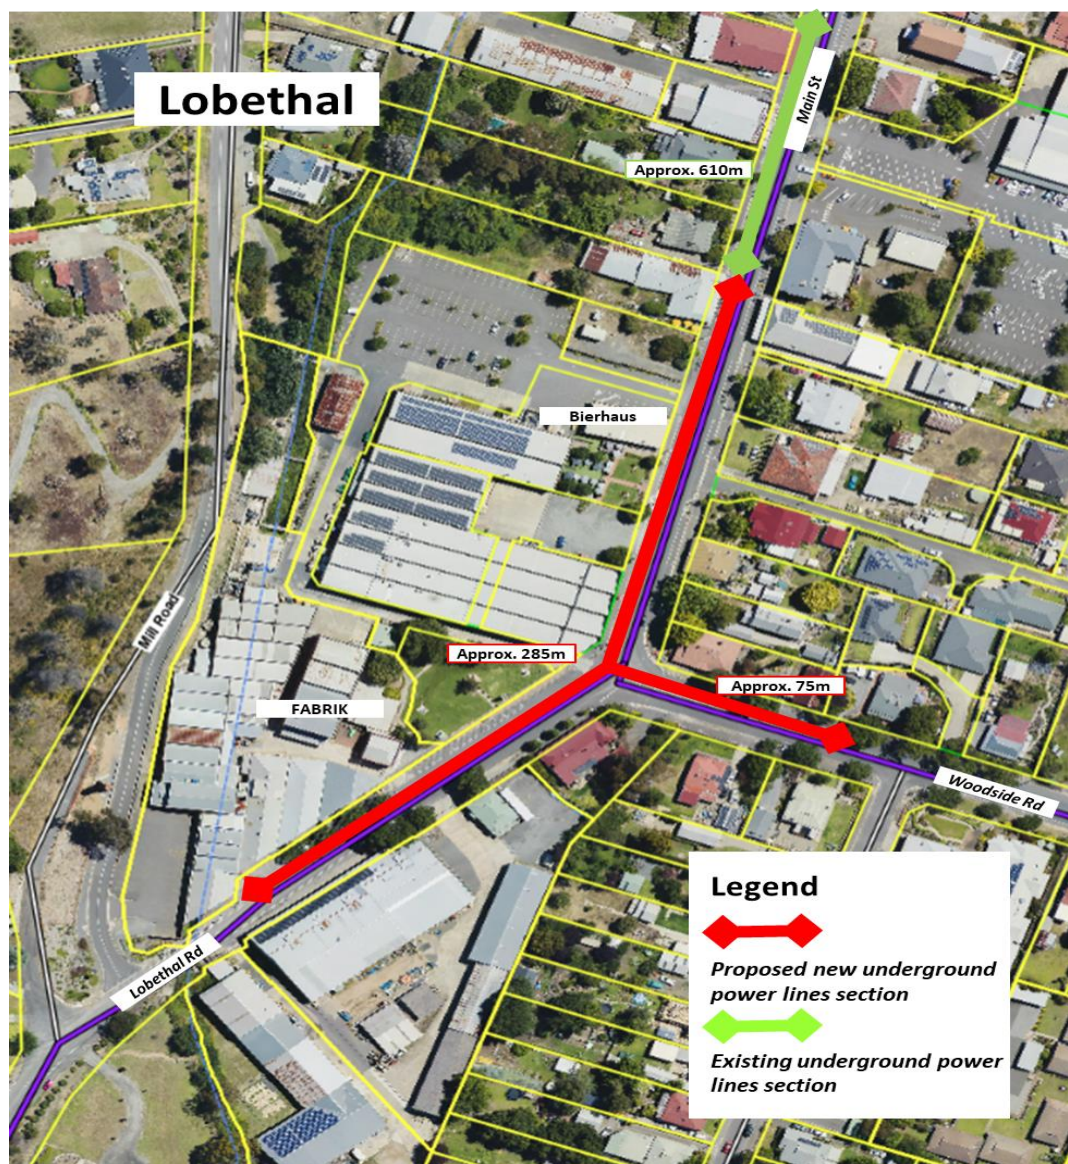 Lobethal
Main St
Approx. 610m
Bierhaus
Mill Road
Approx. 285m
Approx. 75m
FABRIK
Woodside Rd
Lobethal Rd
Legend
Proposed new underground
power lines section
Existing underground power
lines section